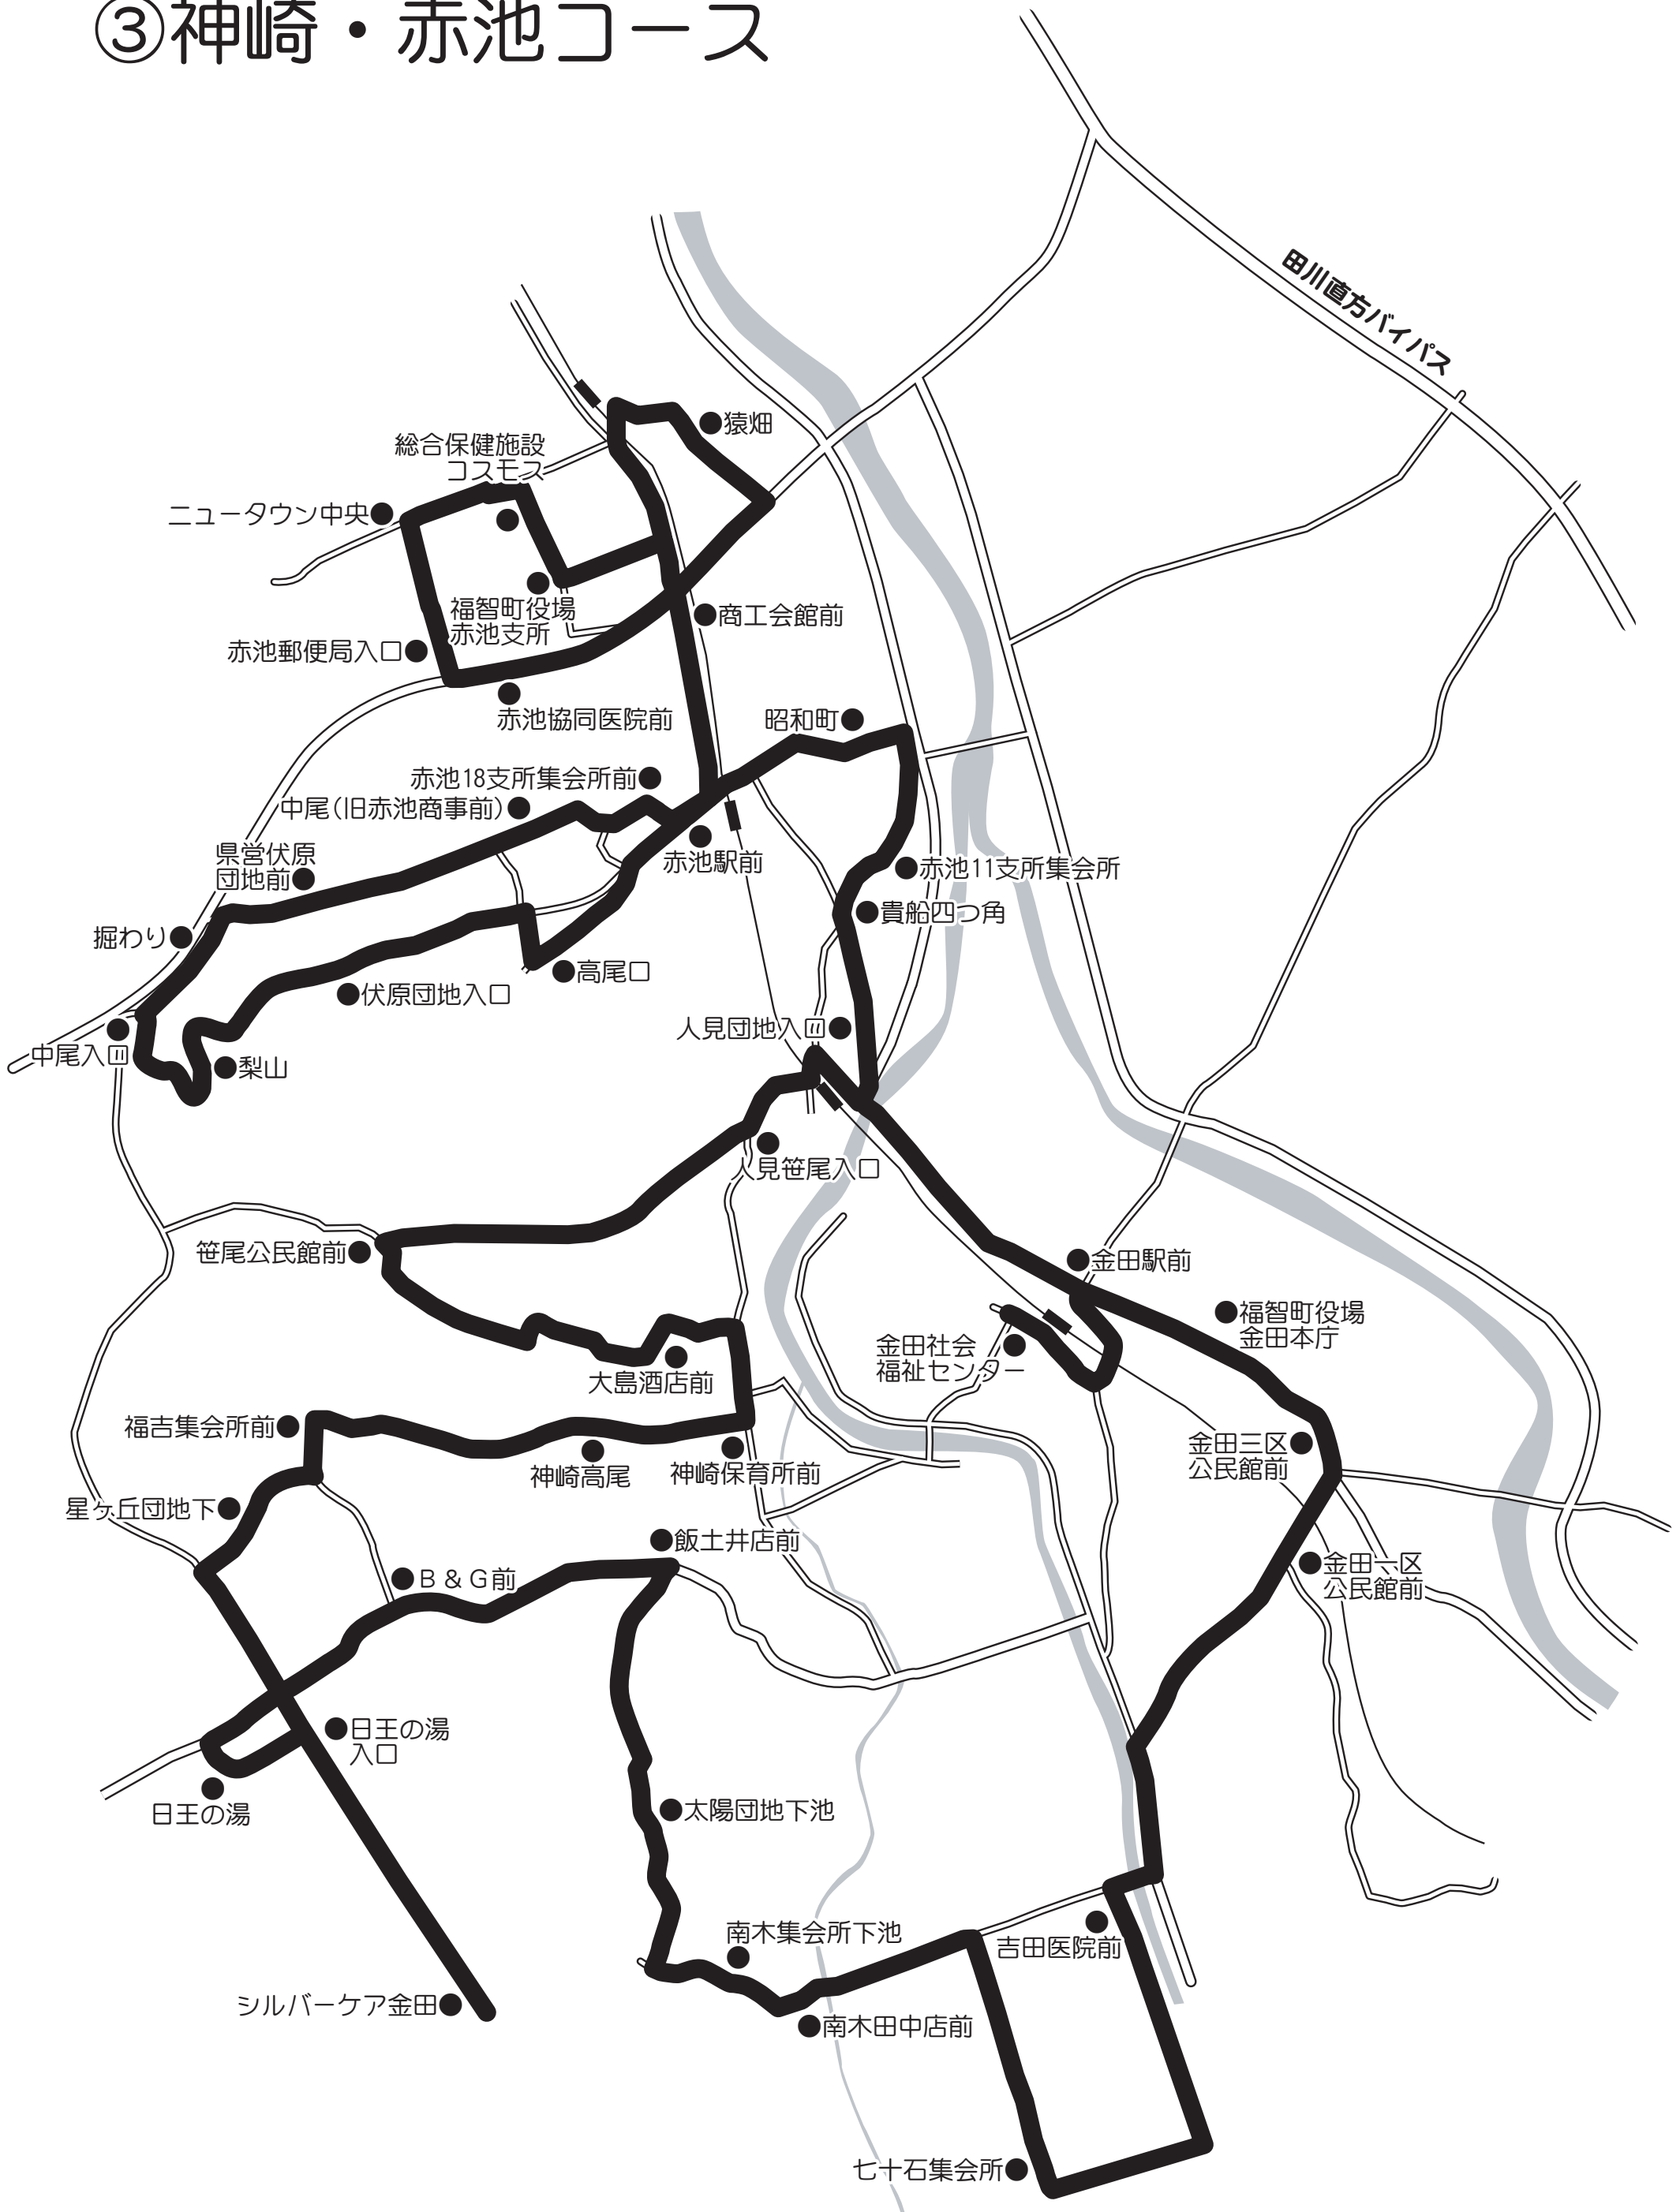 ③神崎・赤池コース
田川直方バイパス
猿畑
総合保健施設
コスモス
ニュータウン中央
福智町役場
赤池支所
商工会館前
赤池郵便局入口
赤池協同医院前
昭和町
赤池18支所集会所前
中尾(旧赤池商事前)
赤池駅前
県営伏原
団地前
赤池11支所集会所
貴船四つ角
掘わり
高尾口
伏原団地入口
人見団地入口
中尾入口
梨山
人見笹尾入口
笹尾公民館前
金田駅前
福智町役場
金田本庁
金田社会
福祉センター
大島酒店前
福吉集会所前
金田三区
公民館前
神崎高尾
神崎保育所前
星ヶ丘団地下
飯土井店前
金田一区
公民館前
B&G前
日王の湯
入口
日王の湯
太陽団地下池
南木集会所下池
吉田医院前
シルバーケア金田
南木田中店前
七十石集会所